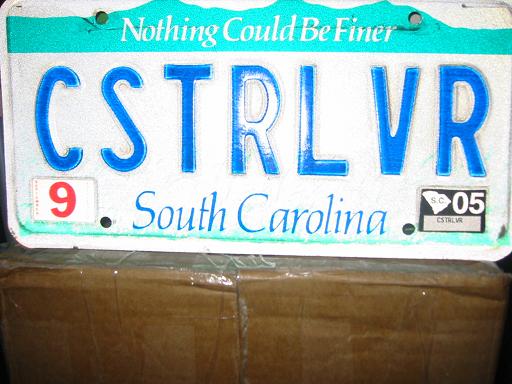 Nothing Could Be Finer
CSTRLVR
9
South Carolina
S.C. 05
CSTRLVR